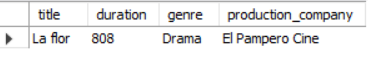 title duration genre production_company
La flor 808 Drama El Pampero Cine